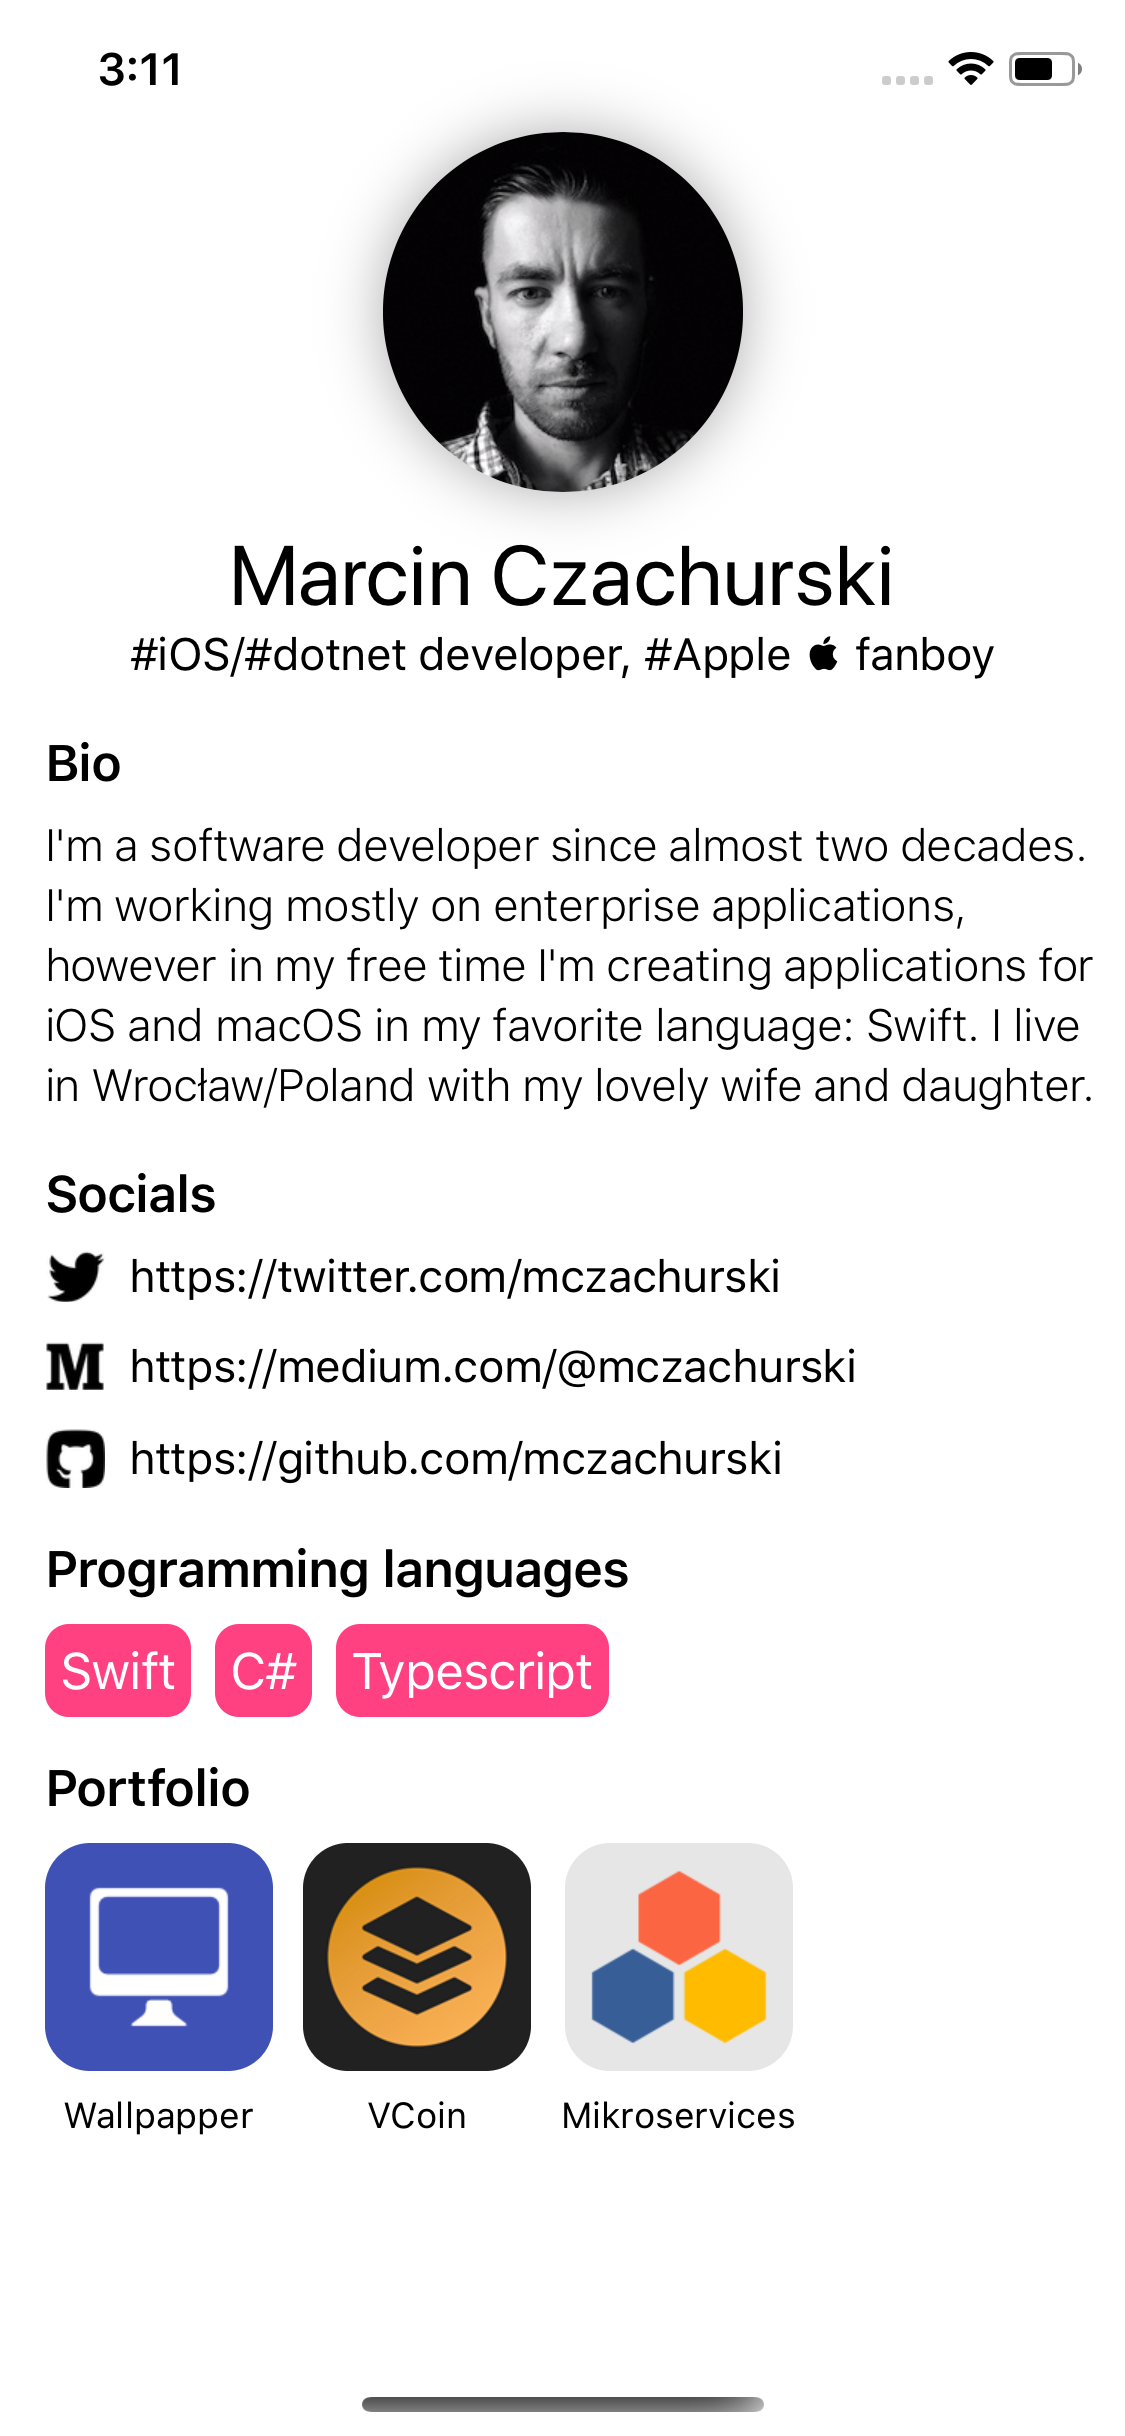 3:11
Marcin Czachurski
#iOS/#dotnet developer, #Apple  fanboy
Bio
I'm a software developer since almost two decades.
I'm working mostly on enterprise applications,
however in my free time I'm creating applications for
iOS and macOS in my favorite language: Swift. I live
in Wrocław/Poland with my lovely wife and daughter.
Socials
https://twitter.com/mczachurski
M https://medium.com/@mczachurski
https://github.com/mczachurski
Programming languages
Swift C# Typescript
Portfolio
Wallpapper VCoin Mikroservices